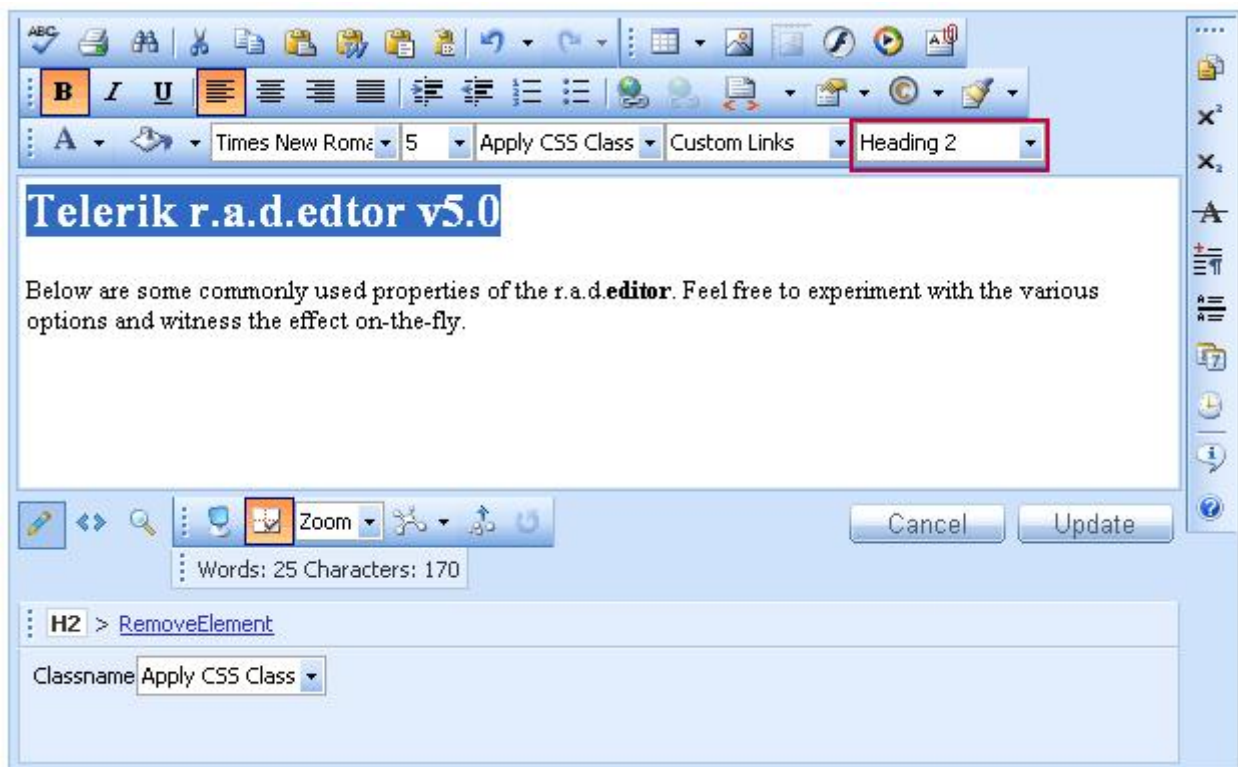 ABC
B I U
A Times New Roma 5 Apply CSS Class Custom Links Heading 2
Telerik r.a.d.edtor v5.0
Below are some commonly used properties of the r.a.d.editor. Feel free to experiment with the various
options and witness the effect on-the-fly.
Zoom
Cancel Update
Words: 25 Characters: 170
H2 > RemoveElement
Classname Apply CSS Class